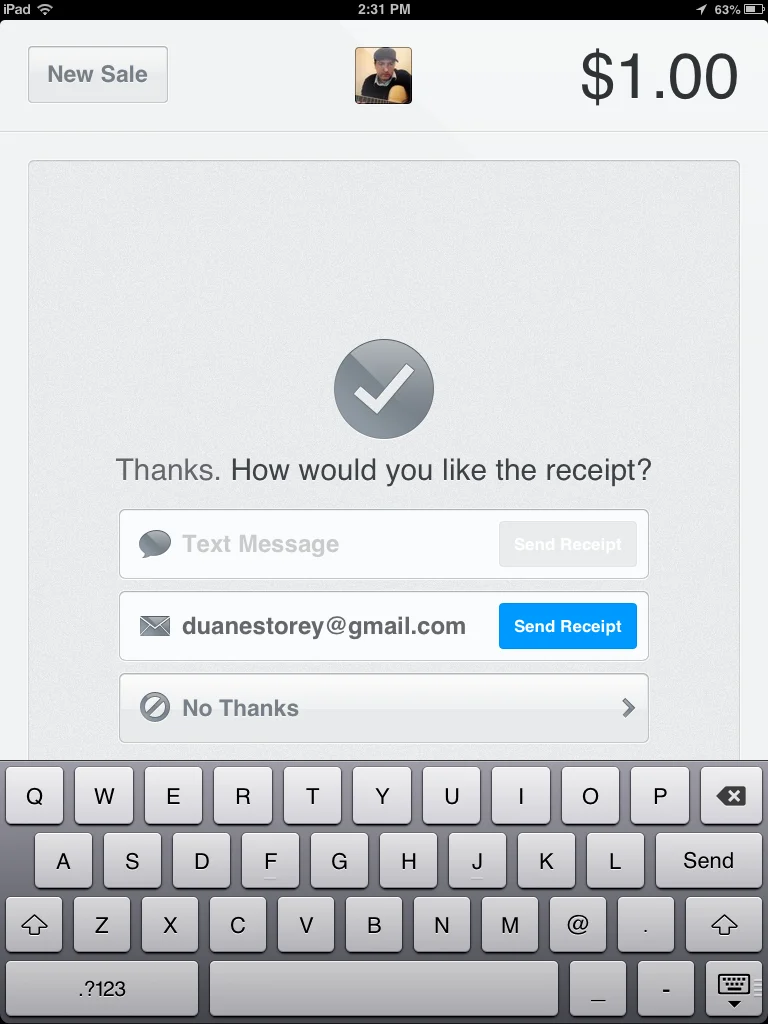 iPad 2:31 PM 63%
New Sale $1.00
Thanks. How would you like the receipt?
Text Message Send Receipt
duanestorey@gmail.com Send Receipt
No Thanks
Q W E R T Y U I O P
A S D F G H J K L Send
Z X C V B N M @ .
.?123 _ -